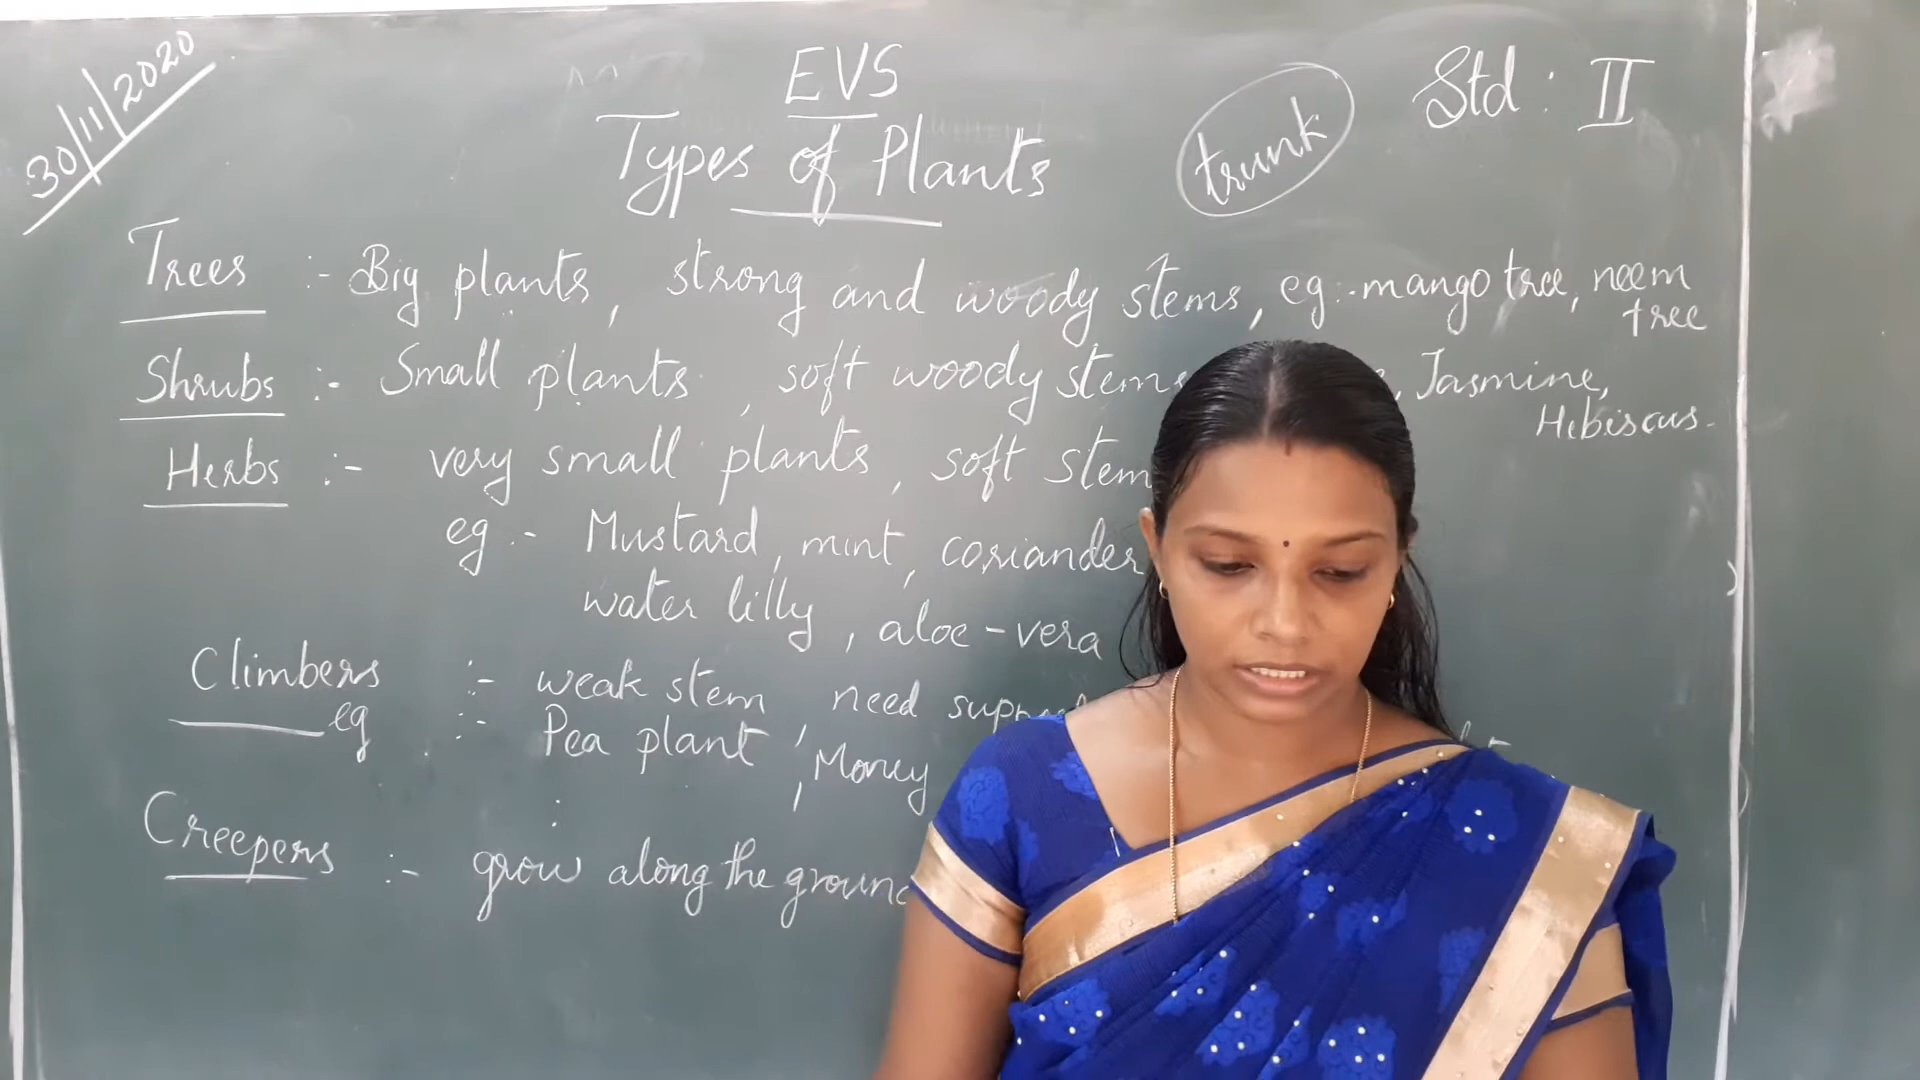 30/11/2020
EVS
Std : II
Types of Plants
trunk
Trees :- Big plants, strong and woody stems, eg:- mango tree, neem
tree
Shrubs :- Small plants, soft woody stems, Jasmine,
Hibiscus.
Herbs :- very small plants, soft stem
eg :- Mustard, mint, coriander
water lilly, aloe-vera
Climbers :- weak stem, need support
eg :- Pea plant, Money
Creepers :- grow along the ground